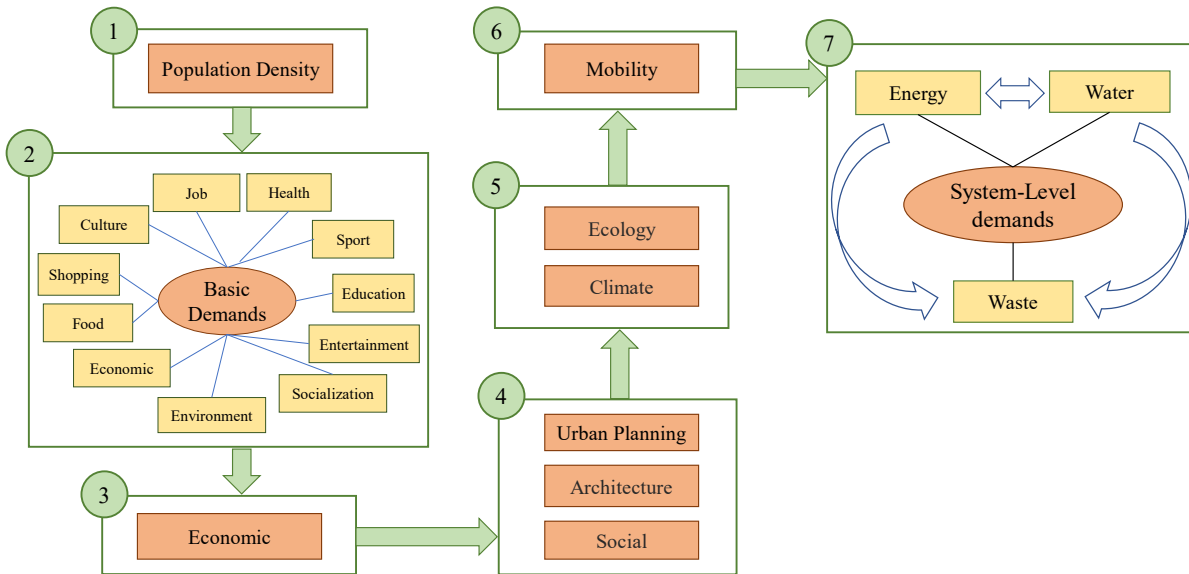 1
Population Density
2
Job
Health
Culture
Sport
Shopping
Basic
Demands
Education
Food
Entertainment
Economic
Socialization
Environment
3
Economic
4
Urban Planning
Architecture
Social
5
Ecology
Climate
6
Mobility
7
Energy
Water
System-Level
demands
Waste